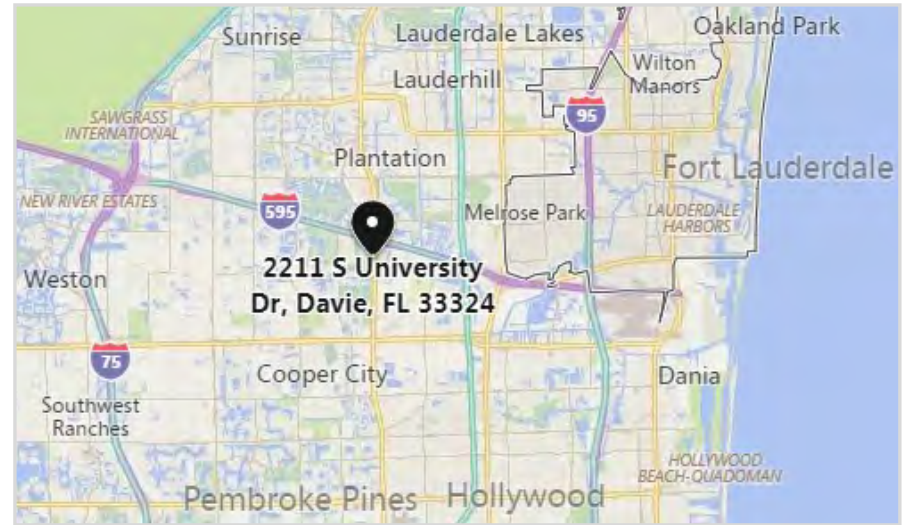 Oakland Park
Sunrise
Lauderdale Lakes
Wilton
Manors
Lauderhill
95
SAWGRASS
INTERNATIONAL
Plantation
Fort Lauderdale
NEW RIVER ESTATES
595
Melrose Park
LAUDERDALE
HARBORS
Weston
2211 S University
Dr, Davie, FL 33324
75
Cooper City
Dania
Southwest
Ranches
HOLLYWOOD
BEACH-QUADOMAN
Pembroke Pines
Hollywood